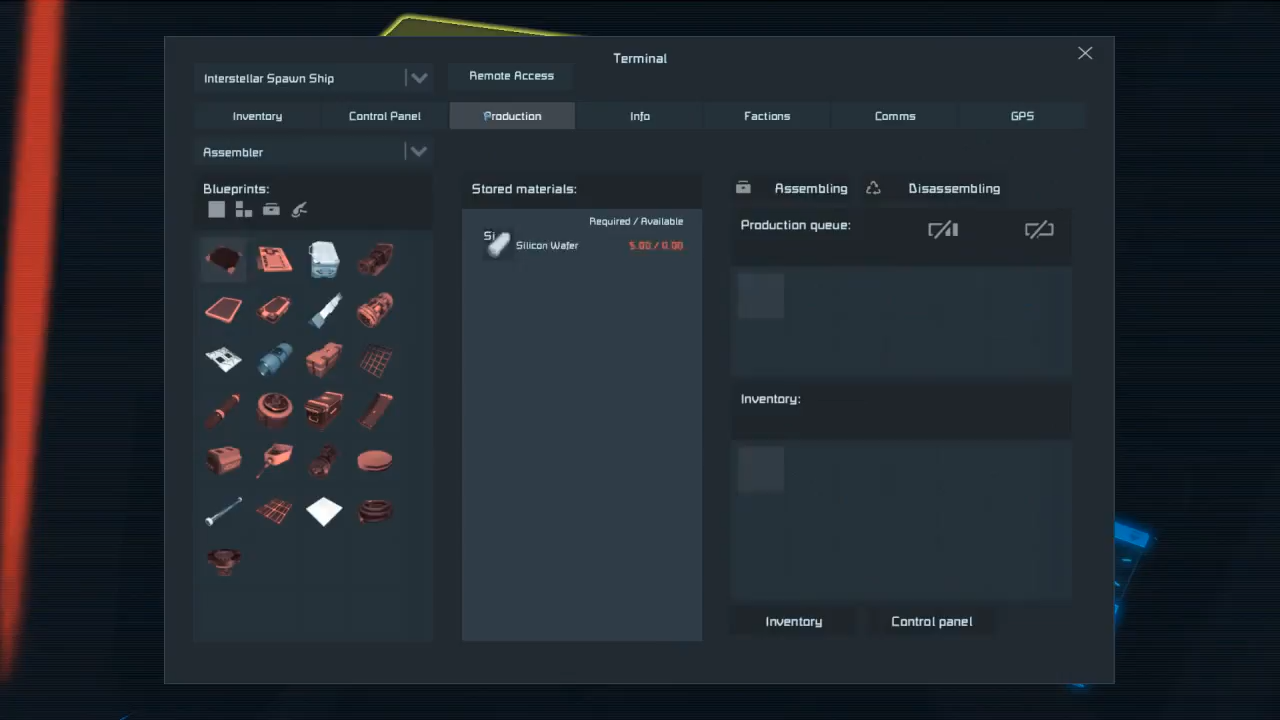 Terminal
Interstellar Spawn Ship
Remote Access
Inventory
Control Panel
Production
Info
Factions
Comms
GPS
Assembler
Blueprints:
Stored materials:
Required / Available
Si
Silicon Wafer
5.00 / 0.00
Assembling
Disassembling
Production queue:
Inventory:
Inventory
Control panel